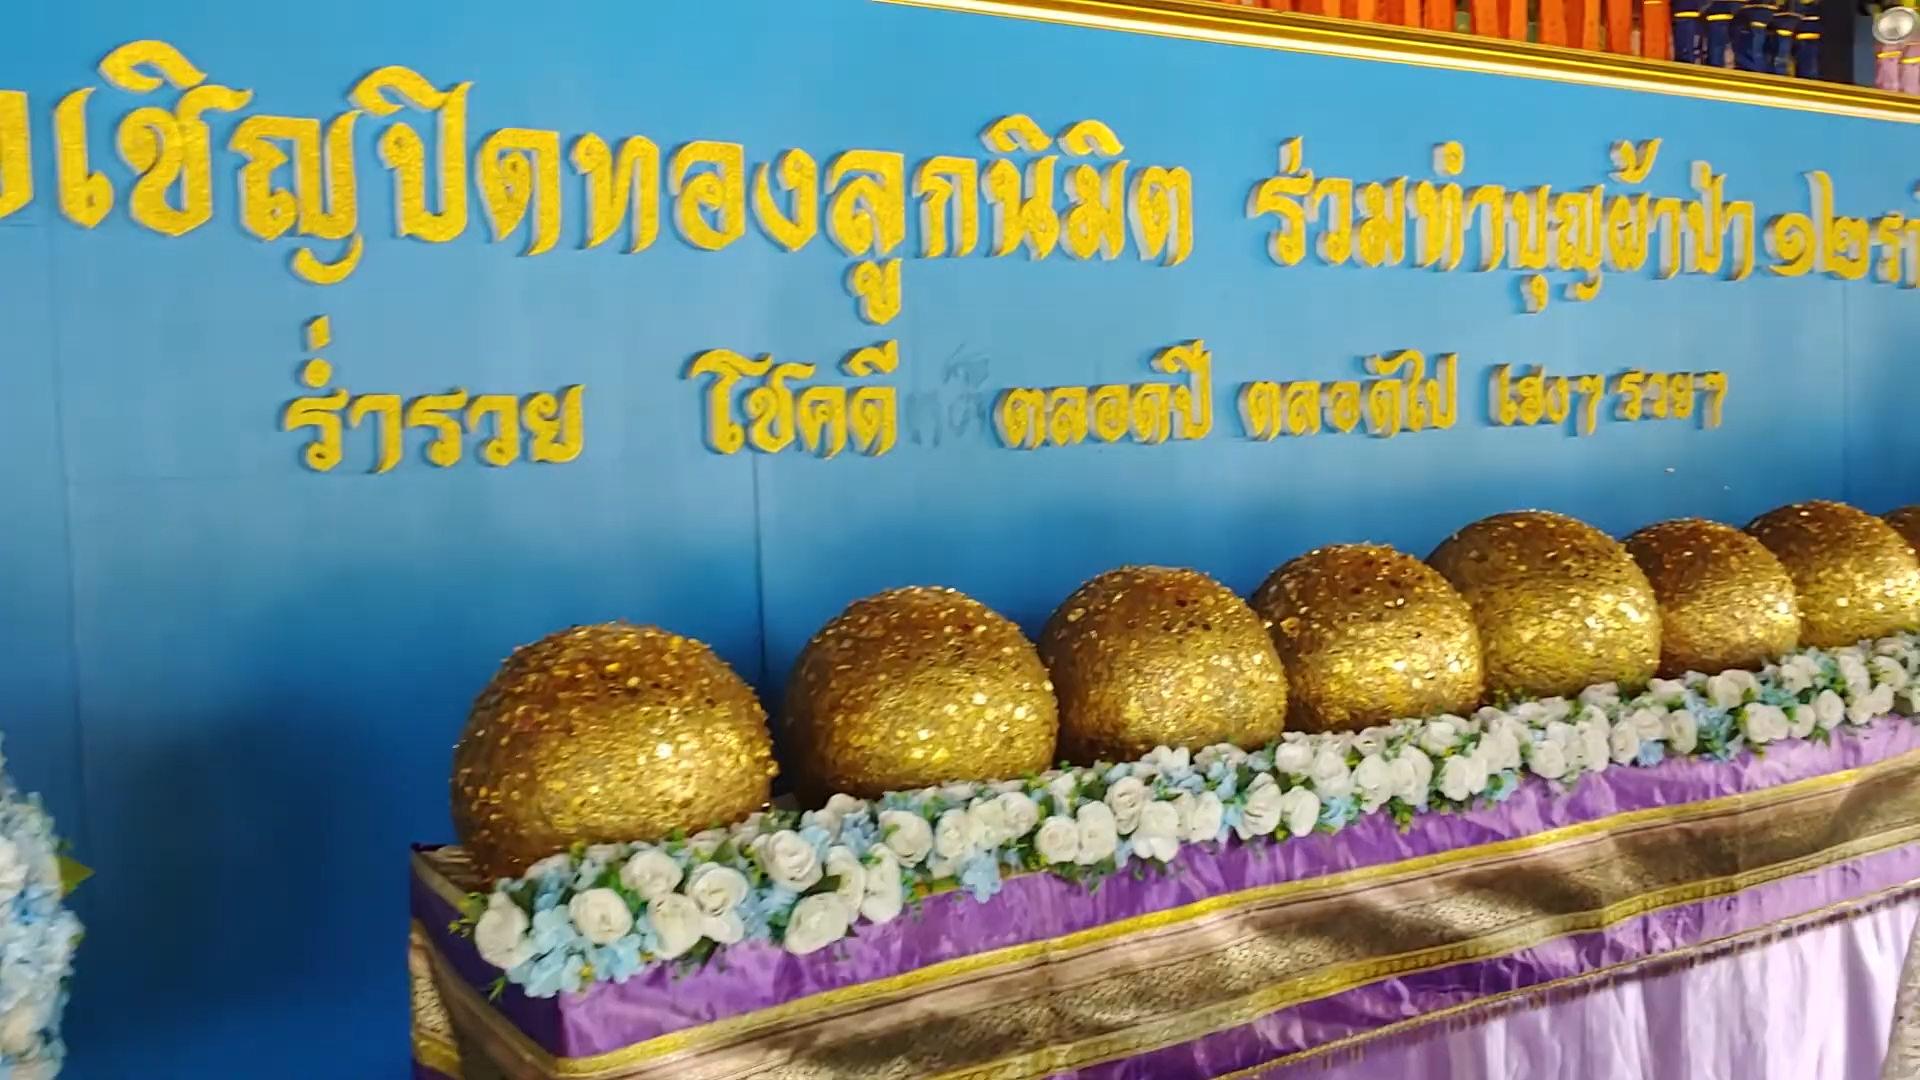 เชิญปิดทองลูกนิมิต ร่วมทำบุญผ้าป่า ๑๒
ร่ำรวย โชคดี ตลอดปี ตลอดไป เฮงๆ รวยๆ